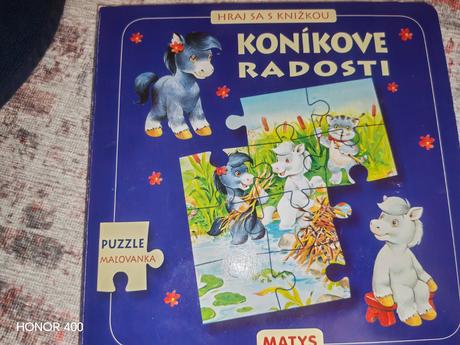 HRAJ SA S KNIŽKOU
KONÍKOVE
RADOSTI
PUZZLE
MAĽOVANKA
MATYS
HONOR 400